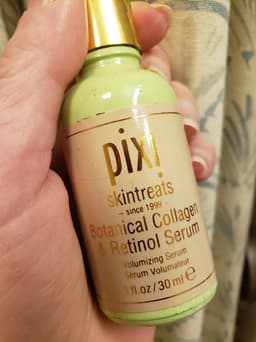 pixi
skintreats
– since 1999 –
Botanical Collagen
& Retinol Serum
Volumizing Serum
Sérum Volumateur
fl.oz/30 ml ℮